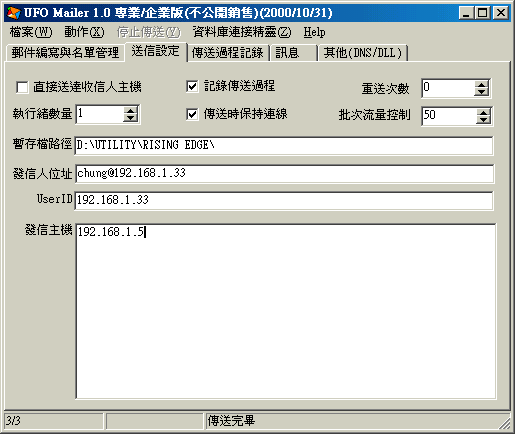 UFO Mailer 1.0 專業/企業版(不公開銷售)(2000/10/31)
檔案(W) 動作(X) 停止傳送(Y) 資料庫連接精靈(Z) Help
郵件編寫與名單管理 送信設定 傳送過程記錄 訊息 其他(DNS/DLL)
直接送達收信人主機 記錄傳送過程 重送次數 0
執行緒數量 1 傳送時保持連線 批次流量控制 50
暫存檔路徑 D:\UTILITY\RISING EDGE\
發信人位址 chung@192.168.1.33
UserID 192.168.1.33
發信主機 192.168.1.5
3/3 傳送完畢